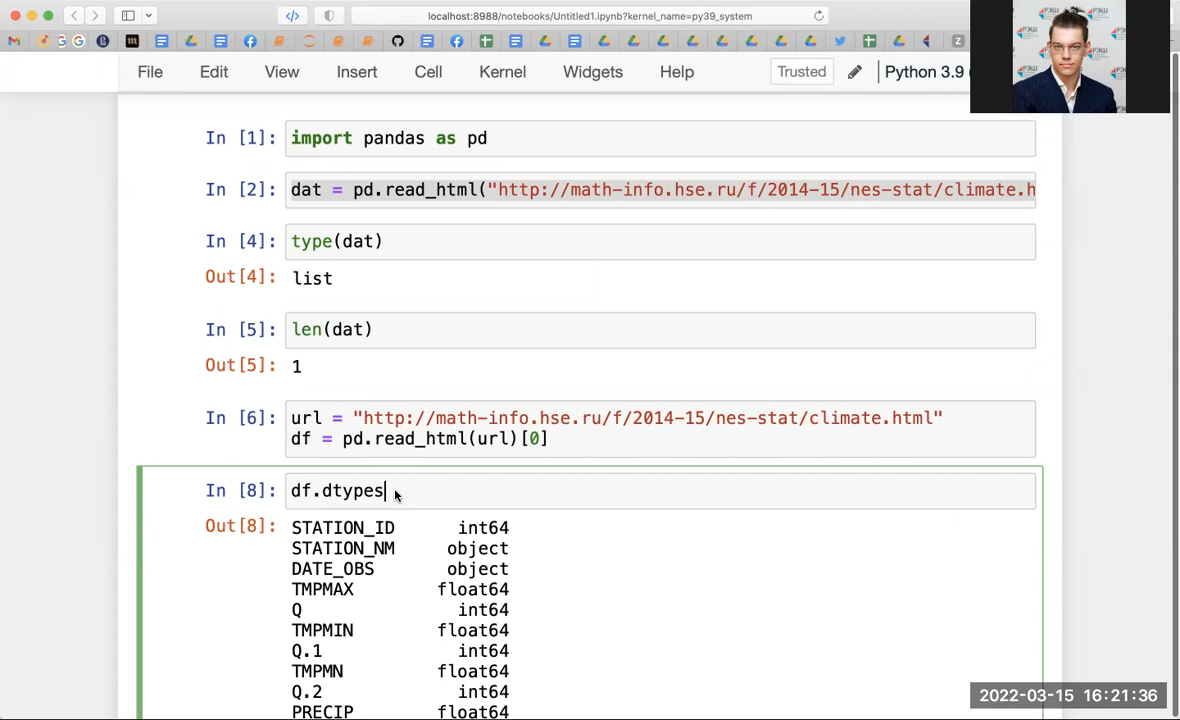 localhost:8988/notebooks/Untitled1.ipynb?kernel_name=py39_system
File Edit View Insert Cell Kernel Widgets Help Trusted Python 3.9
РЭШ
In [1]: import pandas as pd
In [2]: dat = pd.read_html("http://math-info.hse.ru/f/2014-15/nes-stat/climate.h
In [4]: type(dat)
Out[4]: list
In [5]: len(dat)
Out[5]: 1
In [6]: url = "http://math-info.hse.ru/f/2014-15/nes-stat/climate.html"
df = pd.read_html(url)[0]
In [8]: df.dtypes
Out[8]: STATION_ID int64
STATION_NM object
DATE_OBS object
TMPMAX float64
Q int64
TMPMIN float64
Q.1 int64
TMPMN float64
Q.2 int64
PRECIP float64
2022-03-15 16:21:36